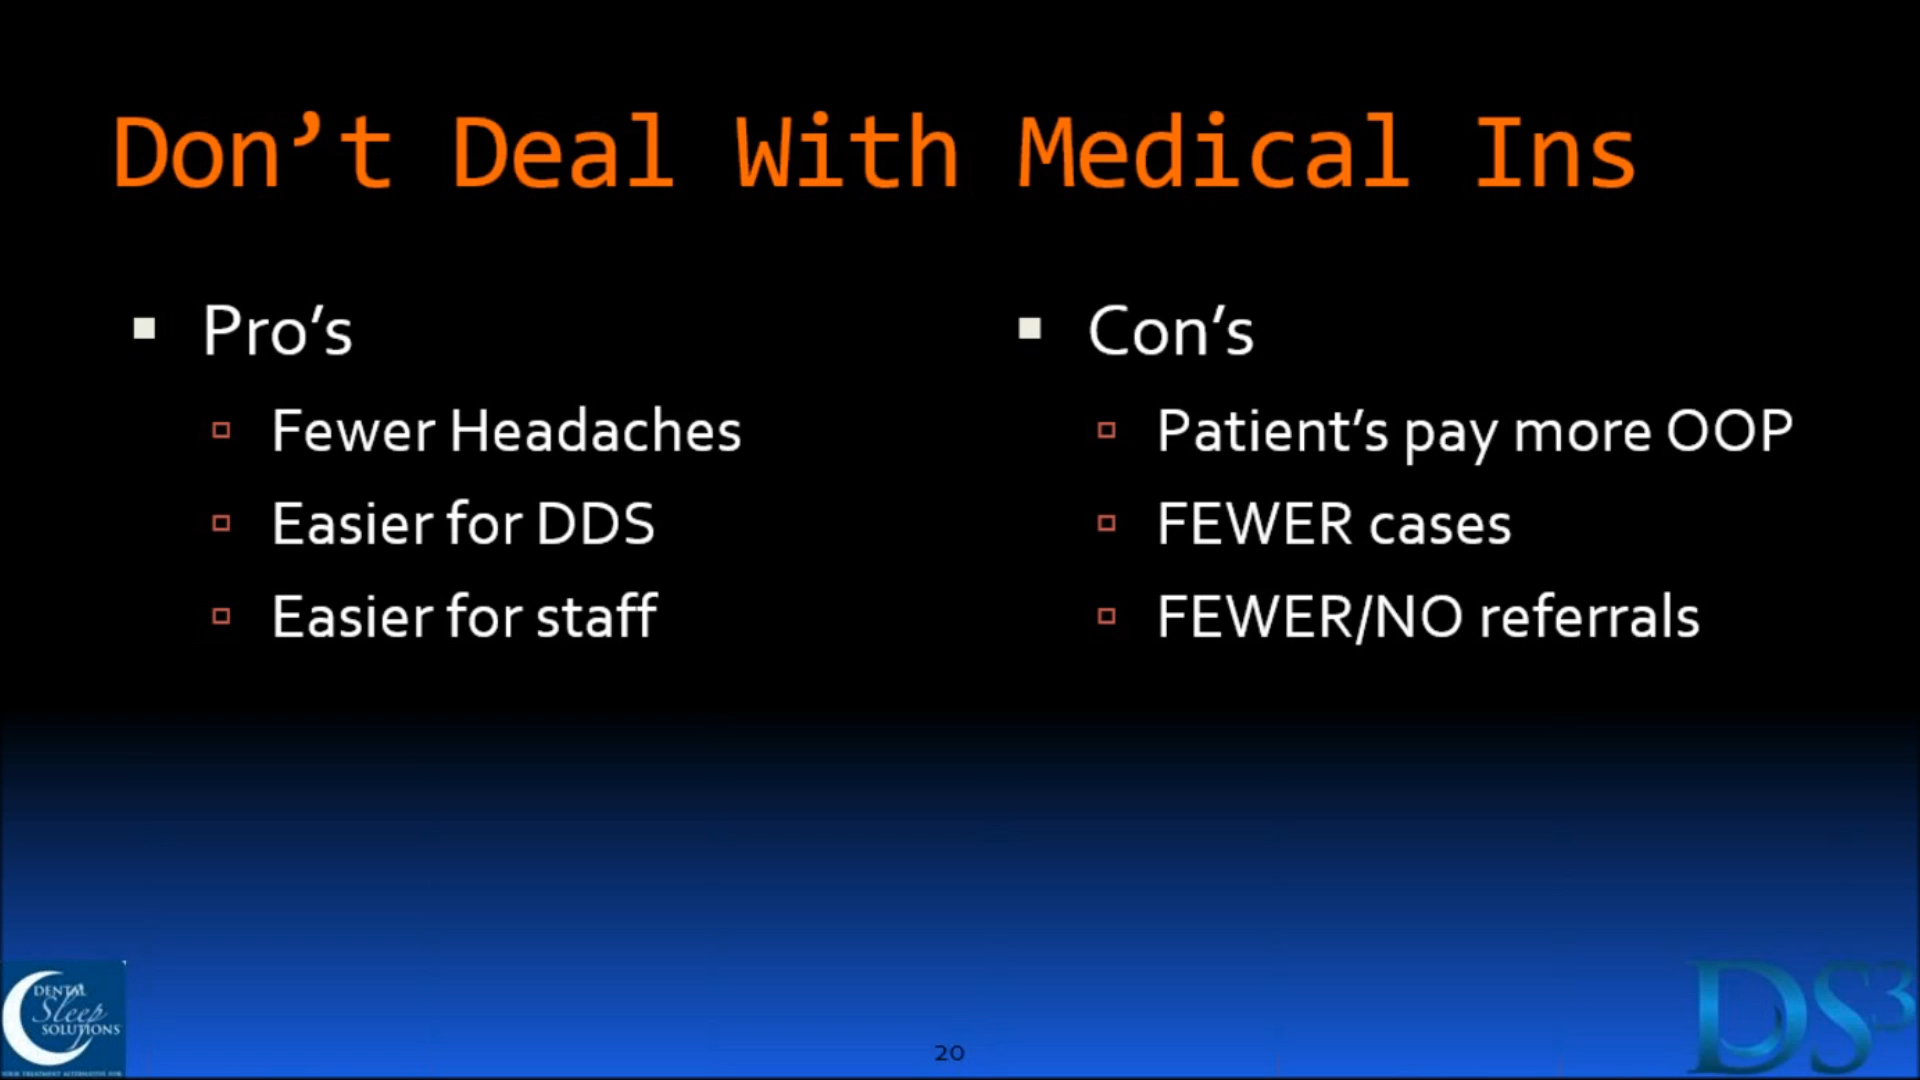 Don’t Deal With Medical Ins
Pro’s
Fewer Headaches
Easier for DDS
Easier for staff
Con’s
Patient’s pay more OOP
FEWER cases
FEWER/NO referrals
DENTAL
Sleep
SOLUTIONS
20
DS3